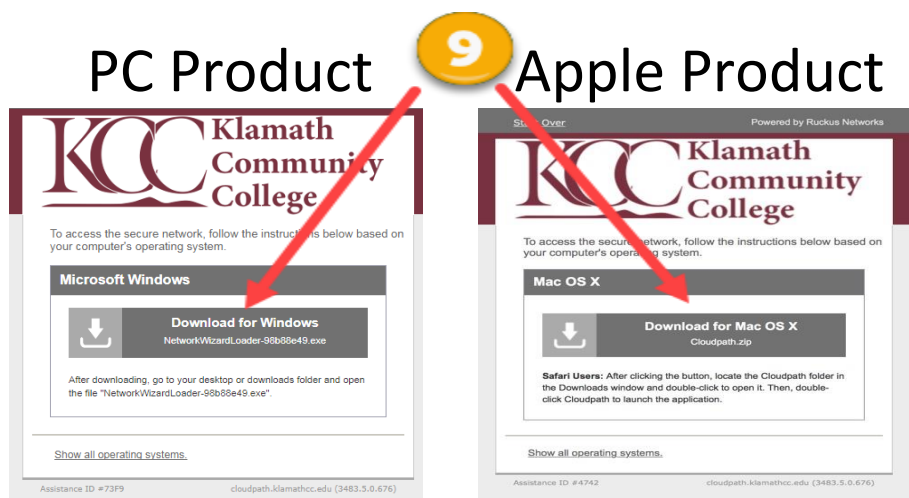 9
PC Product
Apple Product
KCC Klamath
Community
College
To access the secure network, follow the instructions below based on
your computer's operating system.
Microsoft Windows
Download for Windows
NetworkWizardLoader-98b88e49.exe
After downloading, go to your desktop or downloads folder and open
the file "NetworkWizardLoader-98b88e49.exe".
Show all operating systems.
Assistance ID #73F9
cloudpath.klamathcc.edu (3483.5.0.676)
Start Over
Powered by Ruckus Networks
KCC Klamath
Community
College
To access the secure network, follow the instructions below based on
your computer's operating system.
Mac OS X
Download for Mac OS X
Cloudpath.zip
Safari Users: After clicking the button, locate the Cloudpath folder in
the Downloads window and double-click to open it. Then, double-
click Cloudpath to launch the application.
Show all operating systems.
Assistance ID #4742
cloudpath.klamathcc.edu (3483.5.0.676)